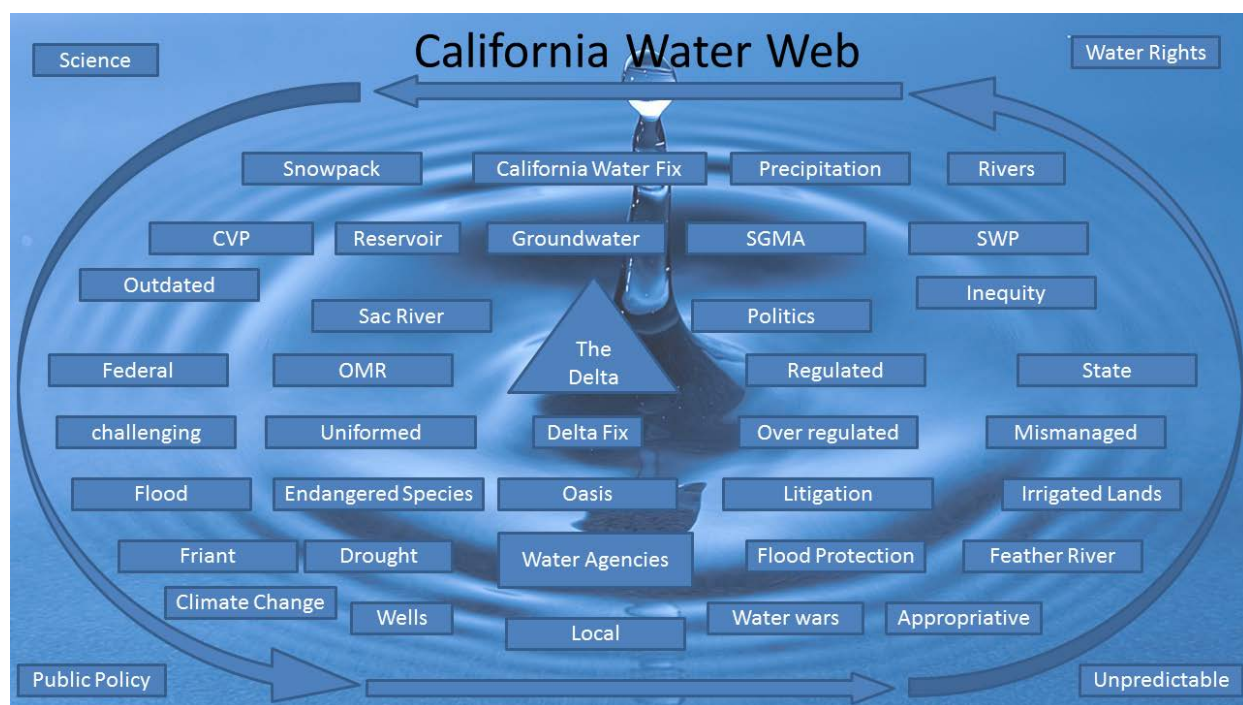 California Water Web
Science
Water Rights
Snowpack
California Water Fix
Precipitation
Rivers
CVP
Reservoir
Groundwater
SGMA
SWP
Outdated
Inequity
Sac River
Politics
The
Delta
Federal
OMR
Regulated
State
challenging
Uniformed
Delta Fix
Over regulated
Mismanaged
Flood
Endangered Species
Oasis
Litigation
Irrigated Lands
Friant
Drought
Water Agencies
Flood Protection
Feather River
Climate Change
Wells
Local
Water wars
Appropriative
Public Policy
Unpredictable